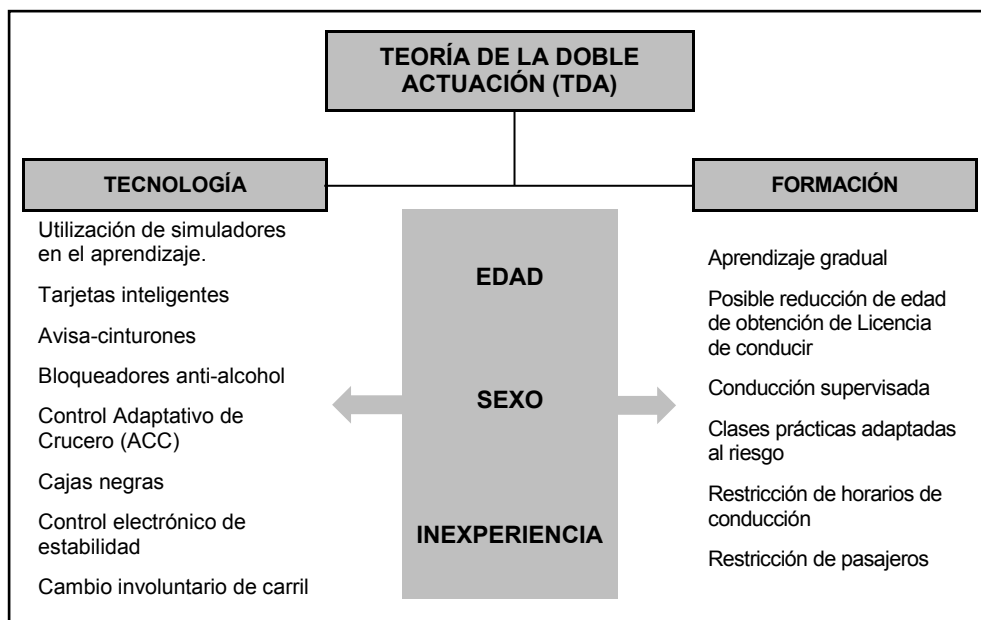 TEORÍA DE LA DOBLE
ACTUACIÓN (TDA)
TECNOLOGÍA
Utilización de simuladores
en el aprendizaje.
Tarjetas inteligentes
Avisa-cinturones
Bloqueadores anti-alcohol
Control Adaptativo de
Crucero (ACC)
Cajas negras
Control electrónico de
estabilidad
Cambio involuntario de carril
EDAD
SEXO
INEXPERIENCIA
FORMACIÓN
Aprendizaje gradual
Posible reducción de edad
de obtención de Licencia
de conducir
Conducción supervisada
Clases prácticas adaptadas
al riesgo
Restricción de horarios de
conducción
Restricción de pasajeros